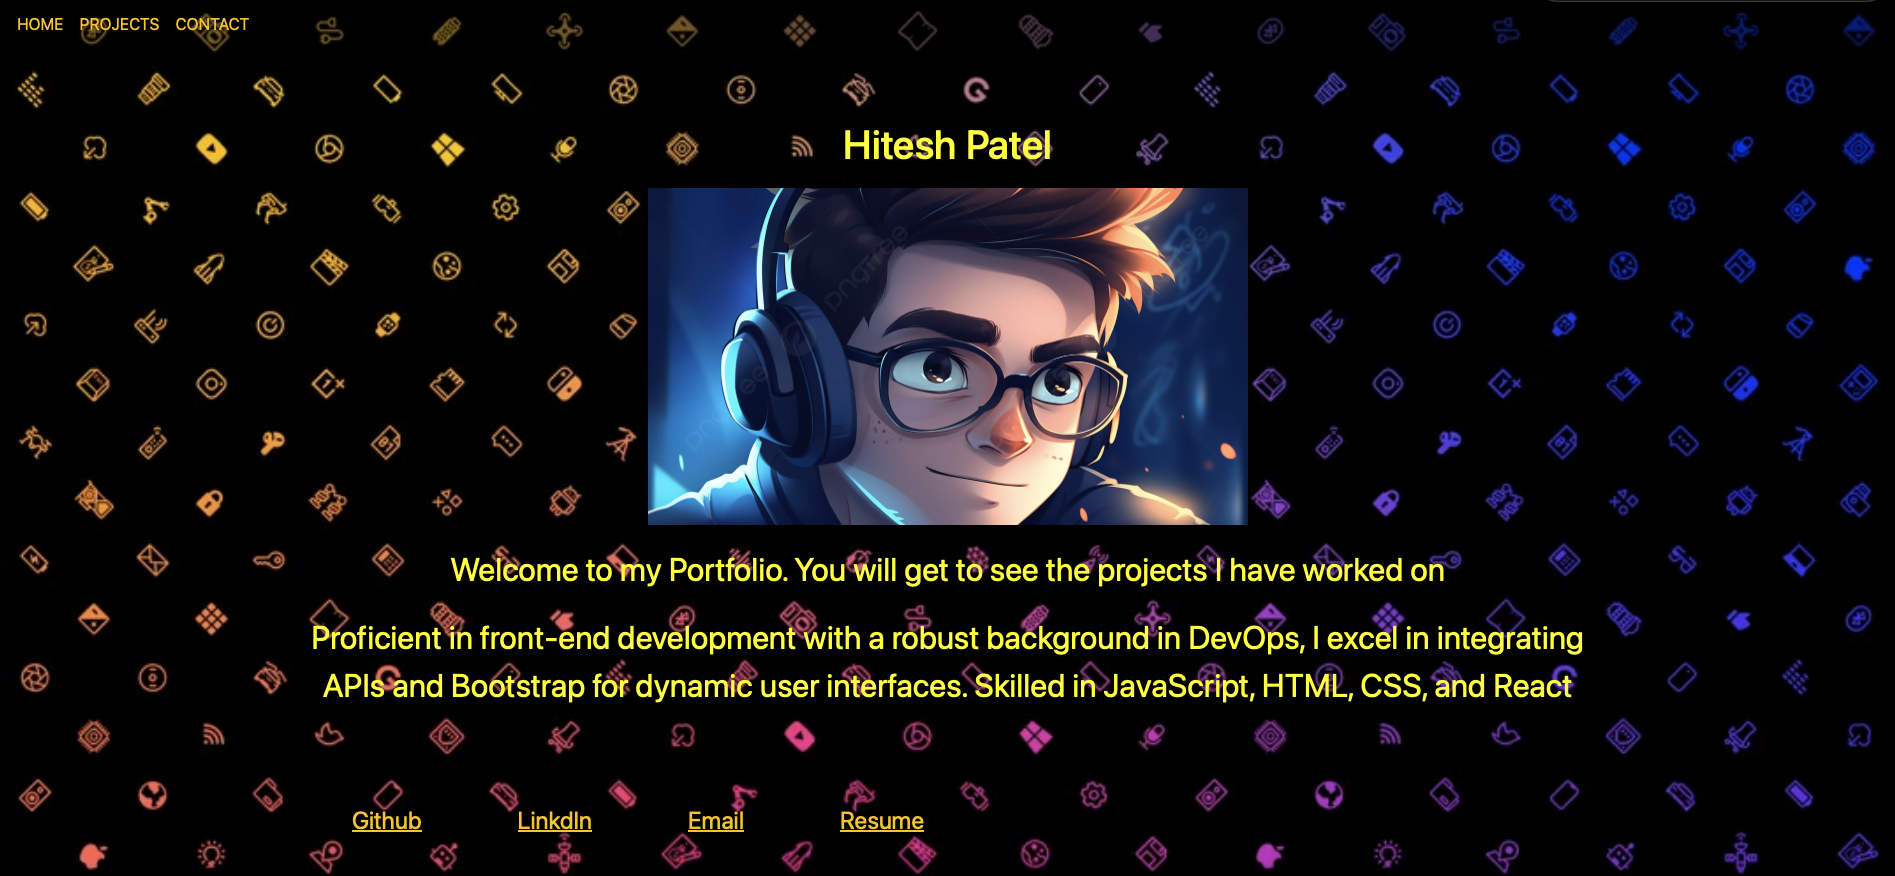 HOME PROJECTS CONTACT
Hitesh Patel
pngtree
Welcome to my Portfolio. You will get to see the projects I have worked on
Proficient in front-end development with a robust background in DevOps, I excel in integrating
APIs and Bootstrap for dynamic user interfaces. Skilled in JavaScript, HTML, CSS, and React
Github LinkdIn Email Resume